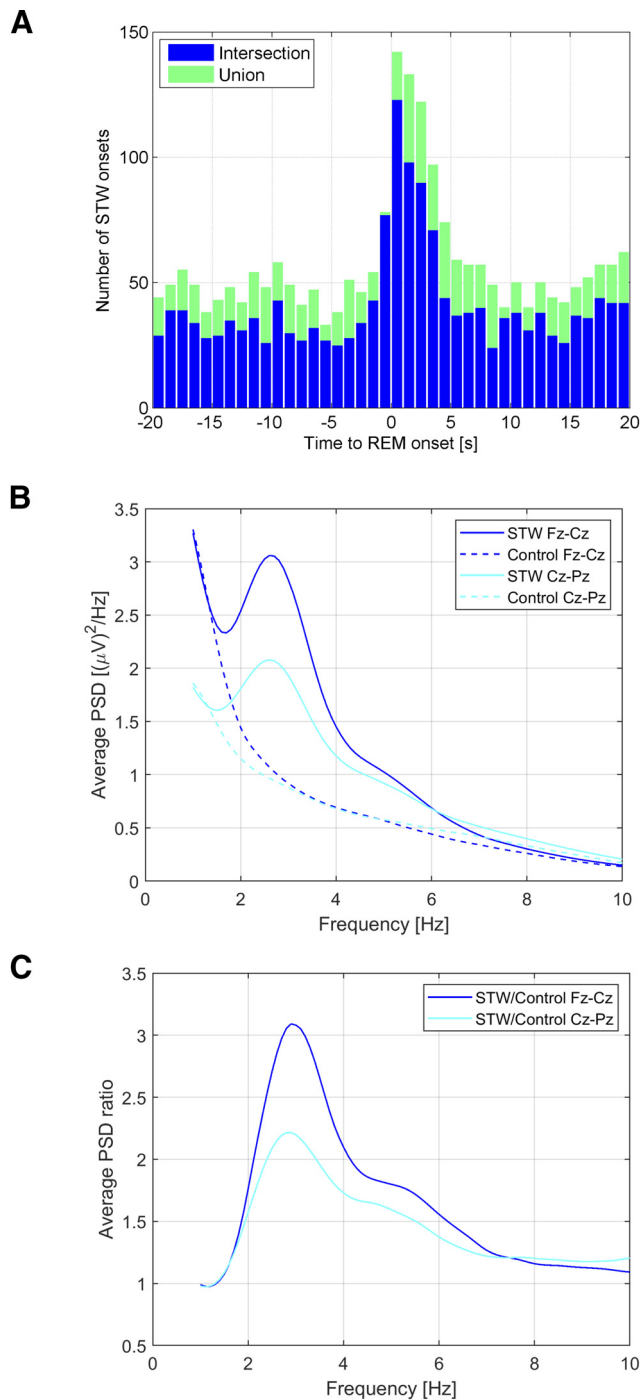 A
150
100
50
0
Number of STW onsets
Intersection
Union
-20 -15 -10 -5 0 5 10 15 20
Time to REM onset [s]
B
3.5
3
2.5
2
1.5
1
0.5
0
Average PSD [(μV)²/Hz]
STW Fz-Cz
Control Fz-Cz
STW Cz-Pz
Control Cz-Pz
0 2 4 6 8 10
Frequency [Hz]
C
3.5
3
2.5
2
1.5
1
0.5
Average PSD ratio
STW/Control Fz-Cz
STW/Control Cz-Pz
0 2 4 6 8 10
Frequency [Hz]